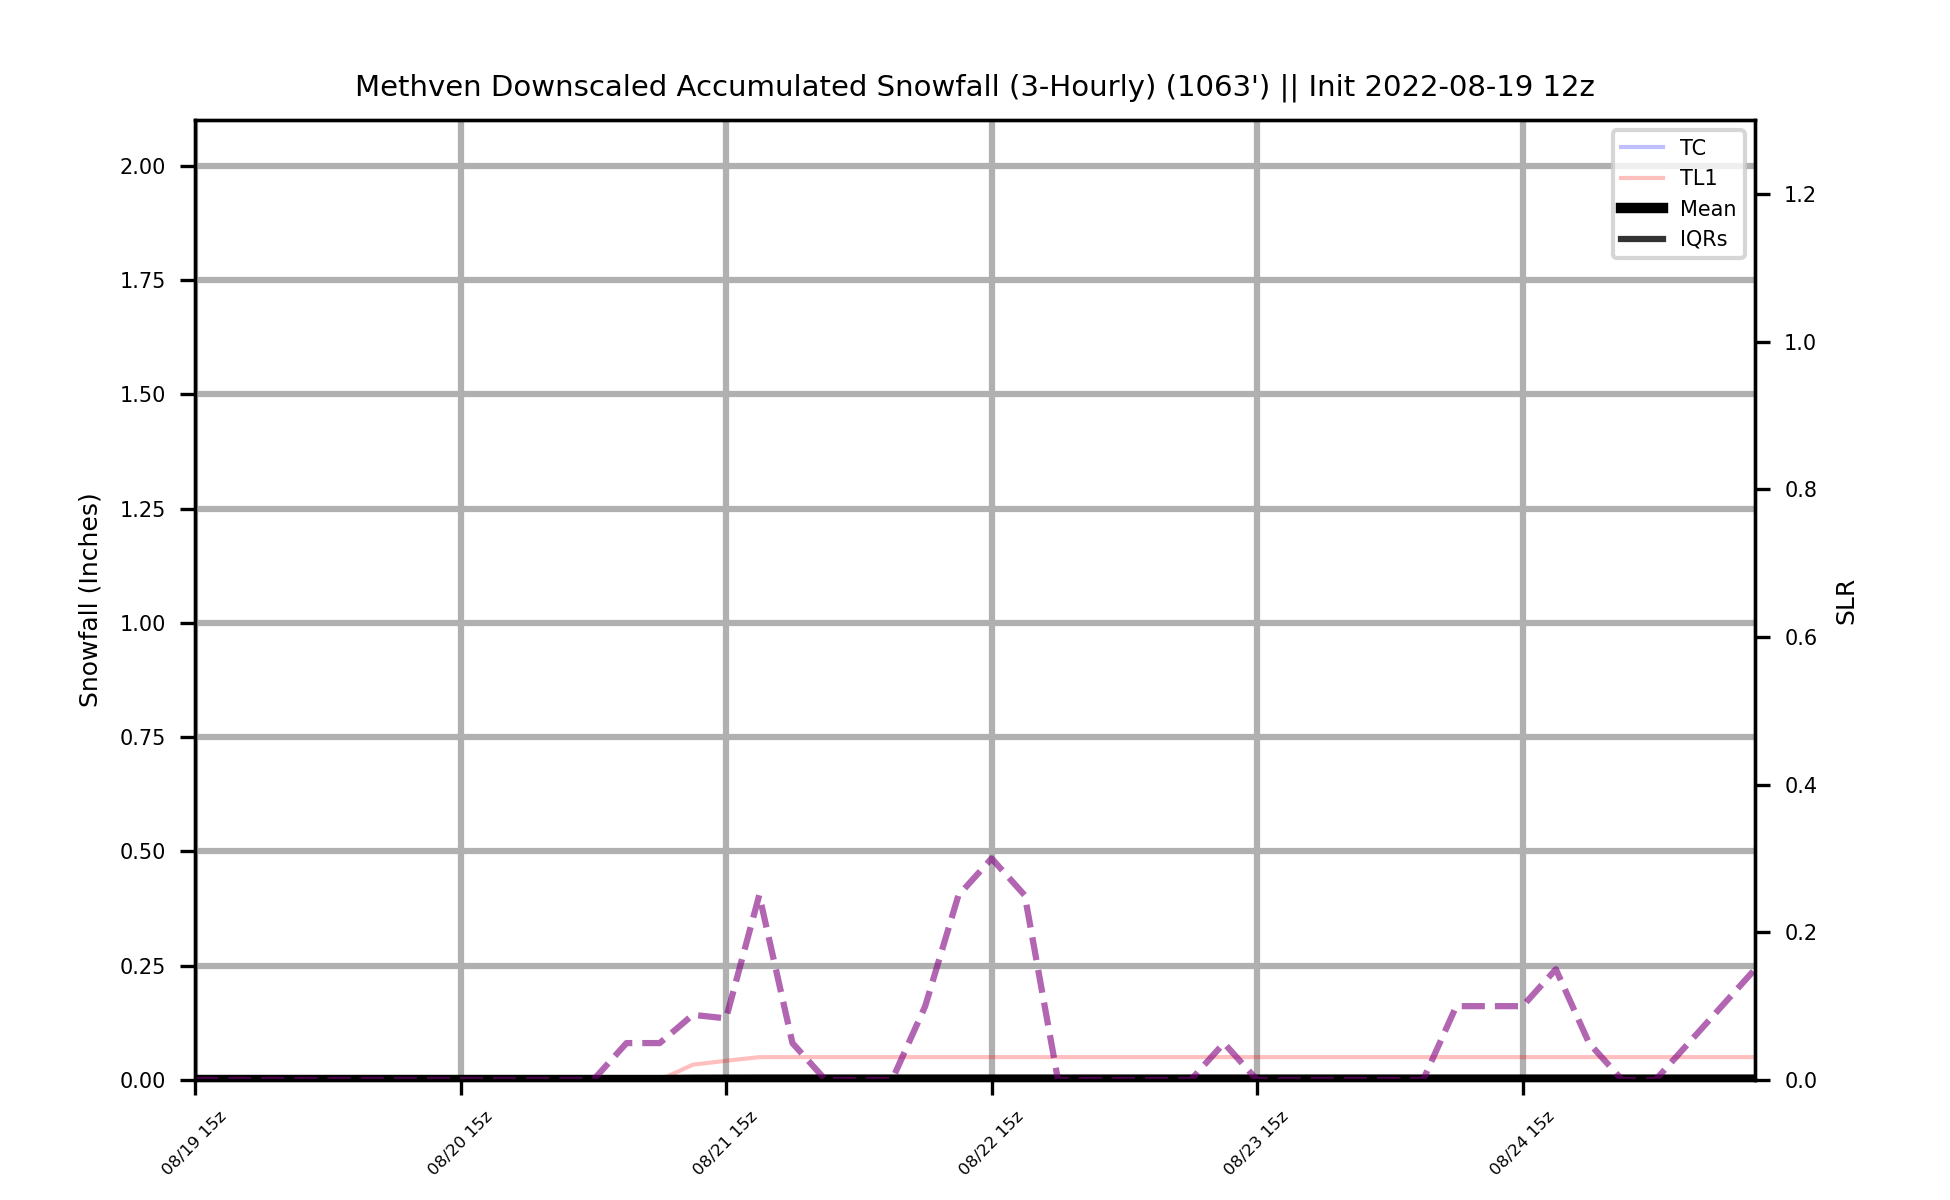 Methven Downscaled Accumulated Snowfall (3-Hourly) (1063') || Init 2022-08-19 12z
TC
TL1
Mean
IQRs
Snowfall (Inches)
2.00
1.75
1.50
1.25
1.00
0.75
0.50
0.25
0.00
1.2
1.0
0.8
0.6
0.4
0.2
0.0
SLR
08/19 15z
08/20 15z
08/21 15z
08/22 15z
08/23 15z
08/24 15z